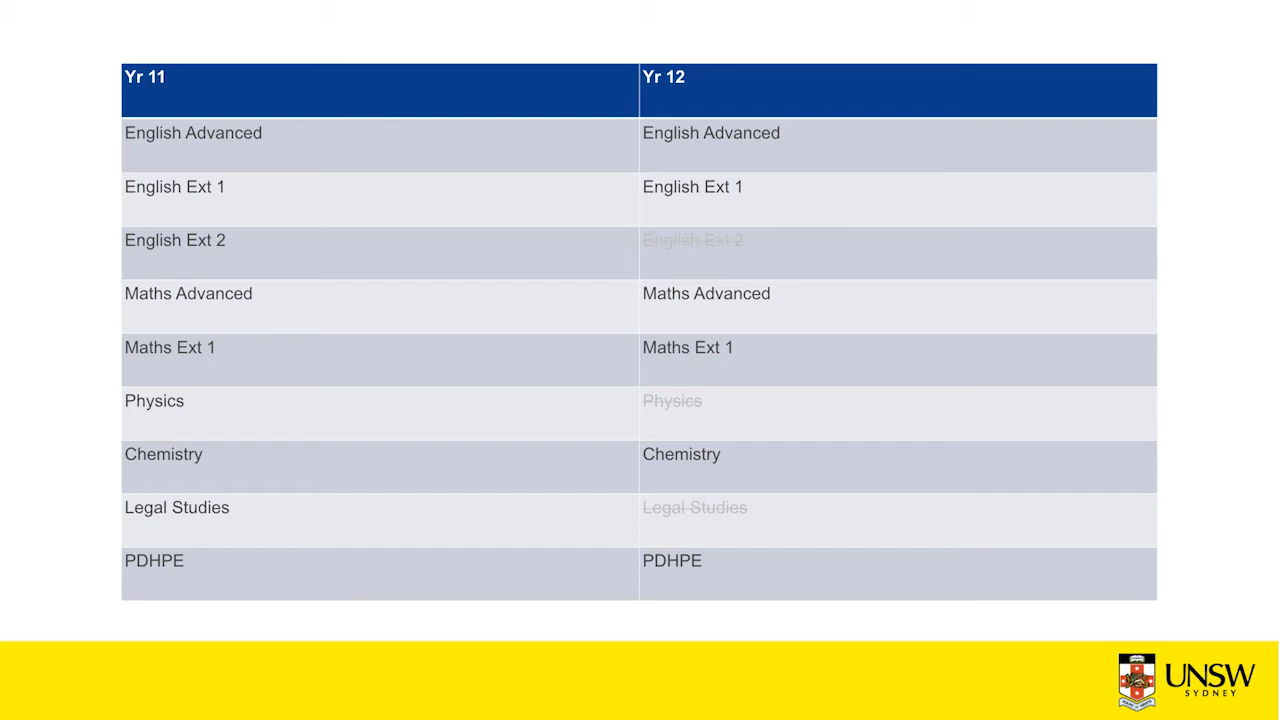 Yr 11 Yr 12
English Advanced English Advanced
English Ext 1 English Ext 1
English Ext 2 English Ext 2
Maths Advanced Maths Advanced
Maths Ext 1 Maths Ext 1
Physics Physics
Chemistry Chemistry
Legal Studies Legal Studies
PDHPE PDHPE
UNSW
SYDNEY